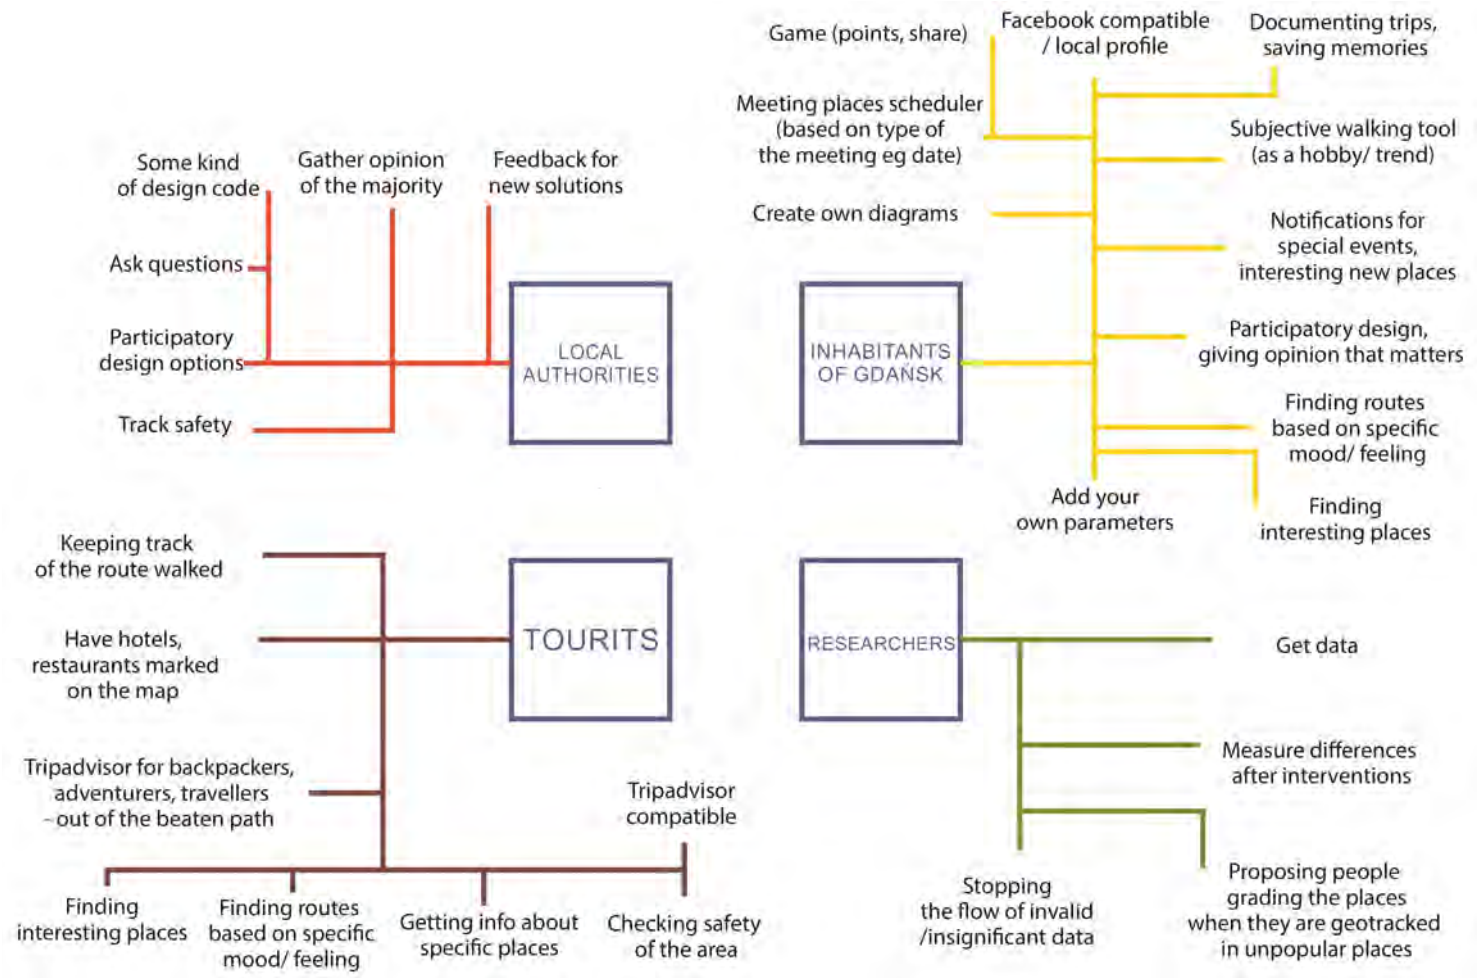 Some kind
of design code
Gather opinion
of the majority
Feedback for
new solutions
Ask questions
Participatory
design options
Track safety
LOCAL
AUTHORITIES
Game (points, share)
Facebook compatible
/ local profile
Documenting trips,
saving memories
Meeting places scheduler
(based on type of
the meeting eg date)
Subjective walking tool
(as a hobby/ trend)
Create own diagrams
Notifications for
special events,
interesting new places
INHABITANTS
OF GDAŃSK
Participatory design,
giving opinion that matters
Finding routes
based on specific
mood/ feeling
Add your
own parameters
Finding
interesting places
Keeping track
of the route walked
Have hotels,
restaurants marked
on the map
TOURITS
Tripadvisor for backpackers,
adventurers, travellers
- out of the beaten path
Tripadvisor
compatible
Finding
interesting places
Finding routes
based on specific
mood/ feeling
Getting info about
specific places
Checking safety
of the area
RESEARCHERS
Get data
Measure differences
after interventions
Stopping
the flow of invalid
/insignificant data
Proposing people
grading the places
when they are geotracked
in unpopular places